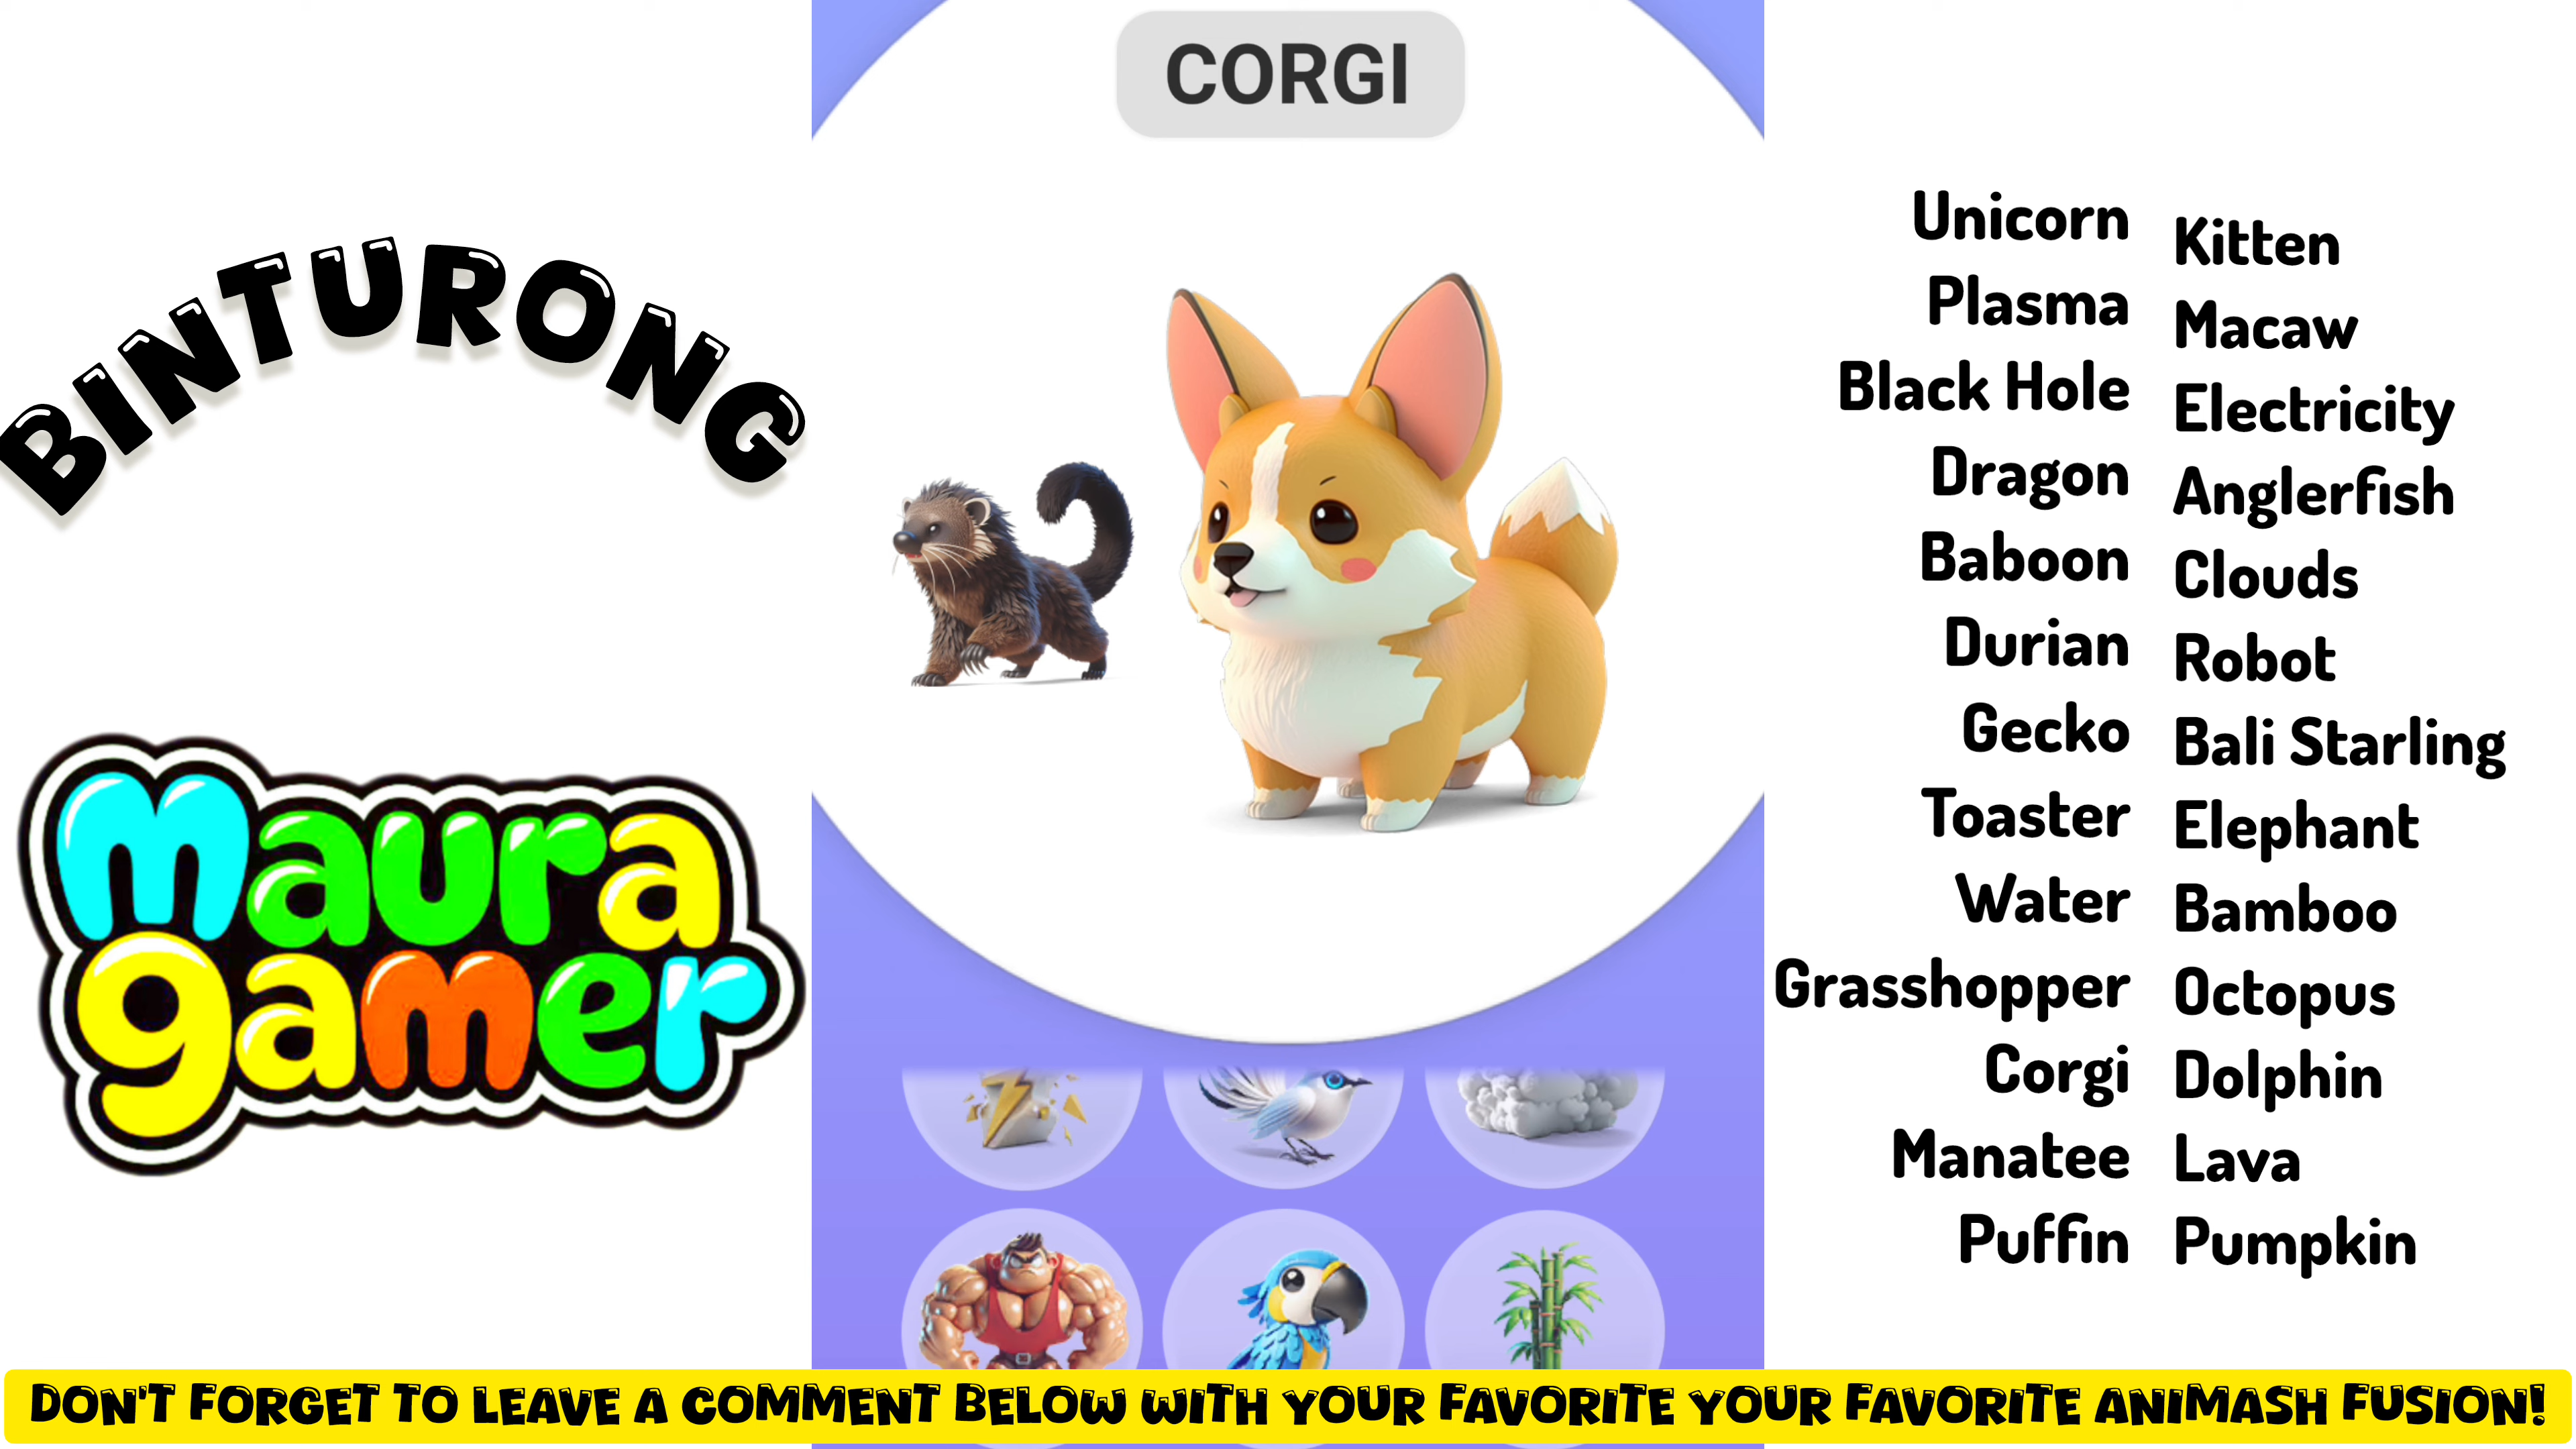 BINTURONG
maura
gamer
CORGI
Unicorn
Plasma
Black Hole
Dragon
Baboon
Durian
Gecko
Toaster
Water
Grasshopper
Corgi
Manatee
Puffin
Kitten
Macaw
Electricity
Anglerfish
Clouds
Robot
Bali Starling
Elephant
Bamboo
Octopus
Dolphin
Lava
Pumpkin
DON'T FORGET TO LEAVE A COMMENT BELOW WITH YOUR FAVORITE YOUR FAVORITE ANIMASH FUSION!